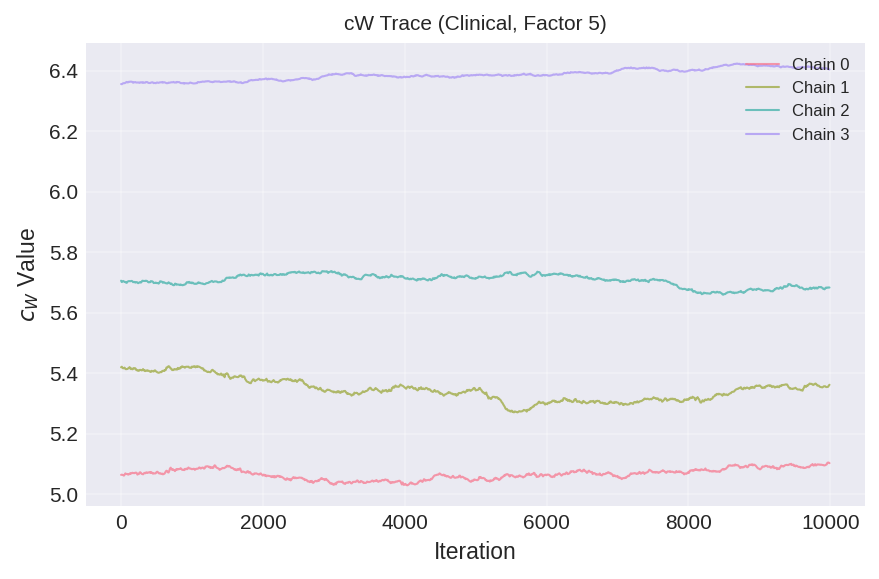 cW Trace (Clinical, Factor 5)
6.4
6.2
6.0
5.8
5.6
5.4
5.2
5.0
c_W Value
0
2000
4000
6000
8000
10000
Iteration
Chain 0
Chain 1
Chain 2
Chain 3